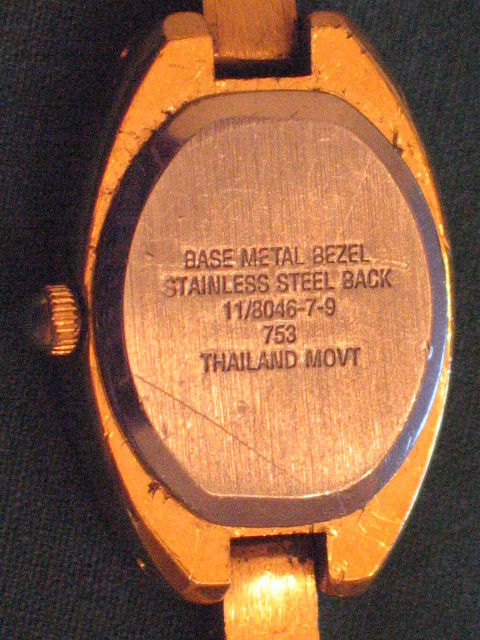 BASE METAL BEZEL
STAINLESS STEEL BACK
11/8046-7-9
753
THAILAND MOVT